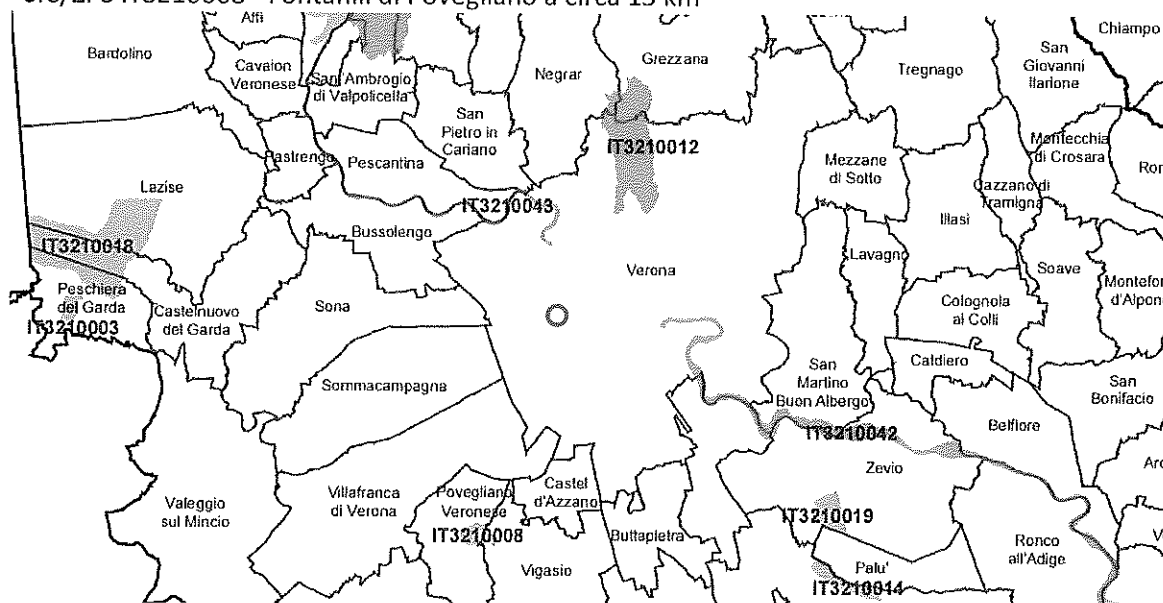 Affi
Bardolino
Cavaion
Veronese
Sant'Ambrogio
di Valpolicella
San
Pietro in
Cariano
Negrar
Grezzana
Tregnago
San
Giovanni
Ilarione
Chiampo
Pastrengo
Pescantina
IT3210012
Mezzane
di Sotto
Montecchia
di Crosara
Lazise
IT3210043
Cazzano di
Tramigna
Illasi
Bussolengo
IT3210018
Verona
Lavagno
Soave
Peschiera
del Garda
Castelnuovo
del Garda
Sona
IT3210003
Colognola
ai Colli
Caldiero
Sommacampagna
San
Martino
Buon Albergo
San
Bonifacio
Belfiore
IT3210042
Zevio
Valeggio
sul Mincio
Villafranca
di Verona
Povegliano
Veronese
Castel
d'Azzano
IT3210008
Buttapietra
IT3210019
Vigasio
Palu'
IT3210014
Ronco
all'Adige